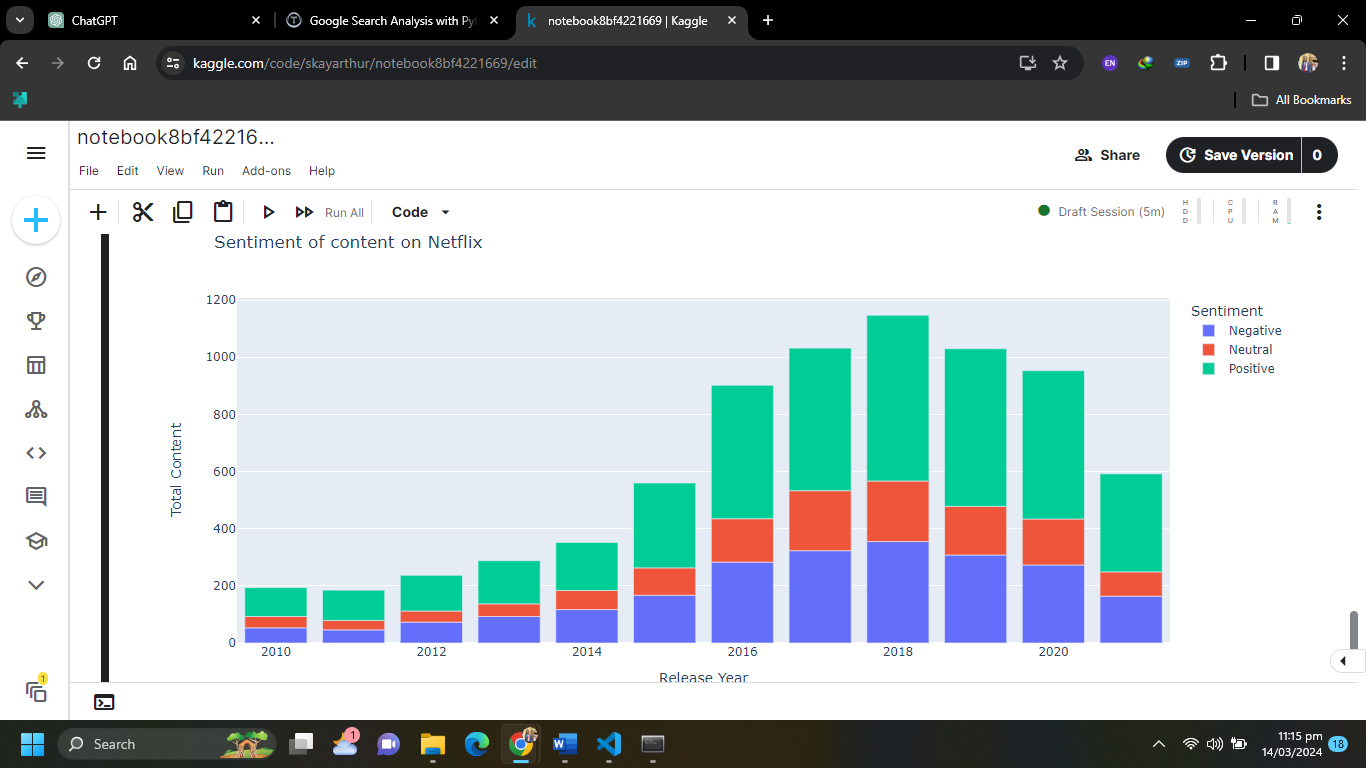 ChatGPT
Google Search Analysis with Pyt
notebook8bf4221669 | Kaggle
kaggle.com/code/skayarthur/notebook8bf4221669/edit
EN
ZIP
All Bookmarks
notebook8bf42216...
File Edit View Run Add-ons Help
Share
Save Version 0
Run All
Code
Draft Session (5m)
HDD
CPU
RAM
Sentiment of content on Netflix
1200
1000
800
600
400
200
0
Total Content
2010 2012 2014 2016 2018 2020
Release Year
Sentiment
Negative
Neutral
Positive
1
Search
1
11:15 pm
14/03/2024
18